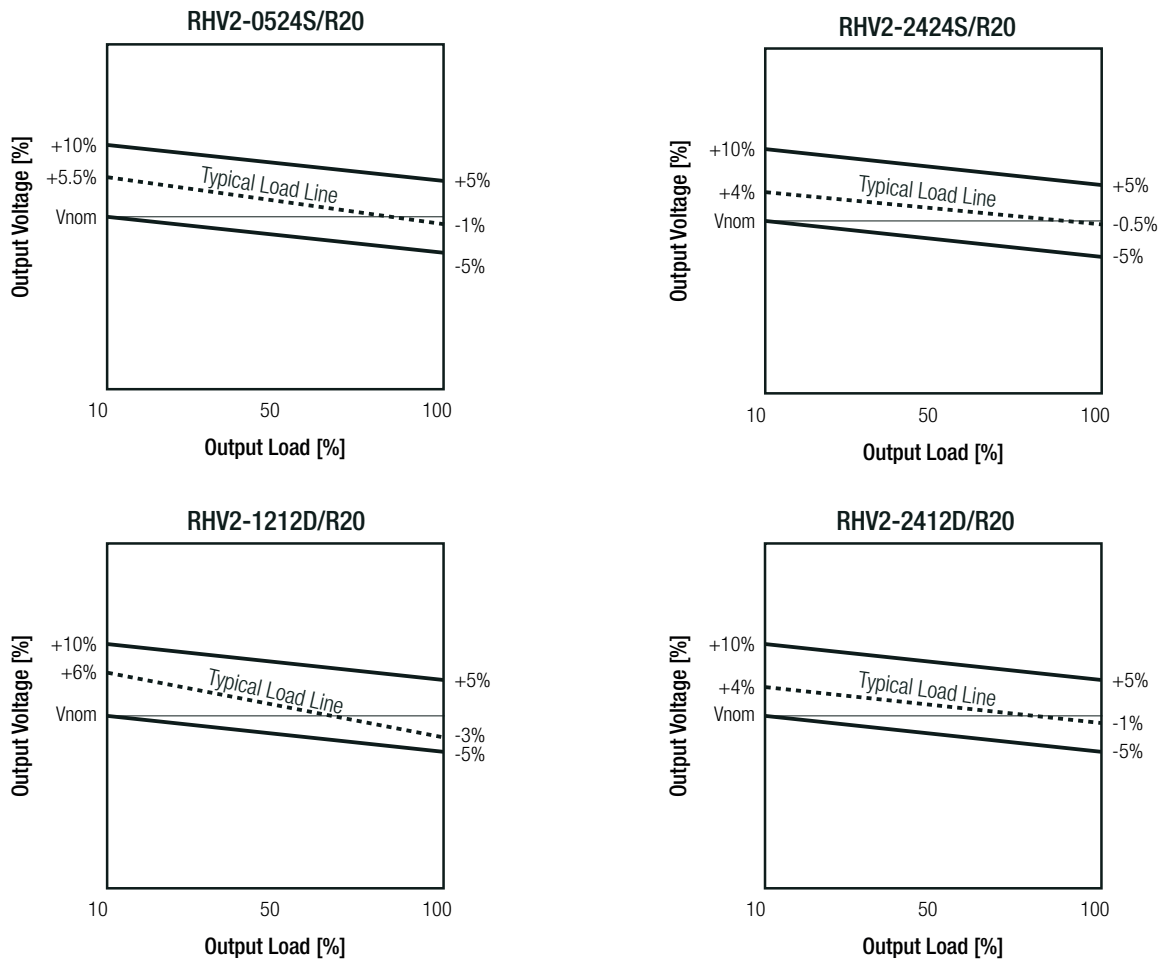 RHV2-0524S/R20
Output Voltage [%]
+10%
+5.5%
Vnom
Typical Load Line
+5%
-1%
-5%
10
50
100
Output Load [%]
RHV2-2424S/R20
Output Voltage [%]
+10%
+4%
Vnom
Typical Load Line
+5%
-0.5%
-5%
10
50
100
Output Load [%]
RHV2-1212D/R20
Output Voltage [%]
+10%
+6%
Vnom
Typical Load Line
+5%
-3%
-5%
10
50
100
Output Load [%]
RHV2-2412D/R20
Output Voltage [%]
+10%
+4%
Vnom
Typical Load Line
+5%
-1%
-5%
10
50
100
Output Load [%]